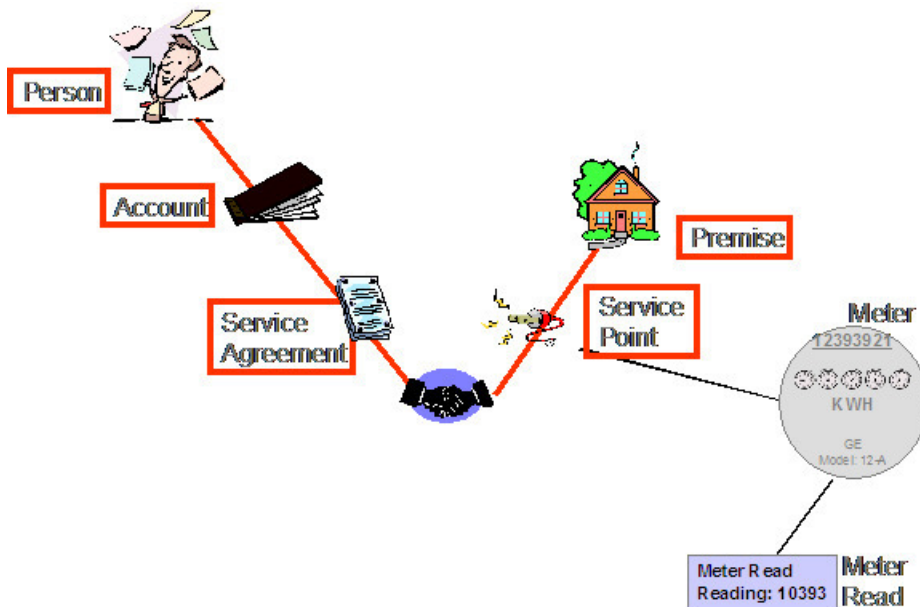 Person
Account
Premise
Service
Agreement
Service
Point
Meter
12393921
KWH
GE
Model: 12-A
Meter Read
Reading: 10393
Meter
Read